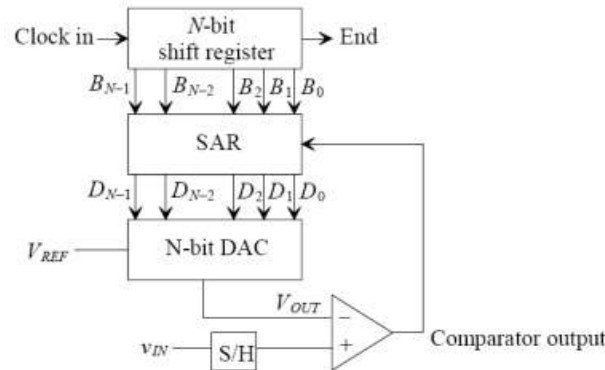 Clock in
N-bit
shift register
End
B_{N-1} B_{N-2} B_2 B_1 B_0
SAR
D_{N-1} D_{N-2} D_2 D_1 D_0
V_{REF}
N-bit DAC
V_{OUT}
−
v_{IN}
S/H
+
Comparator output